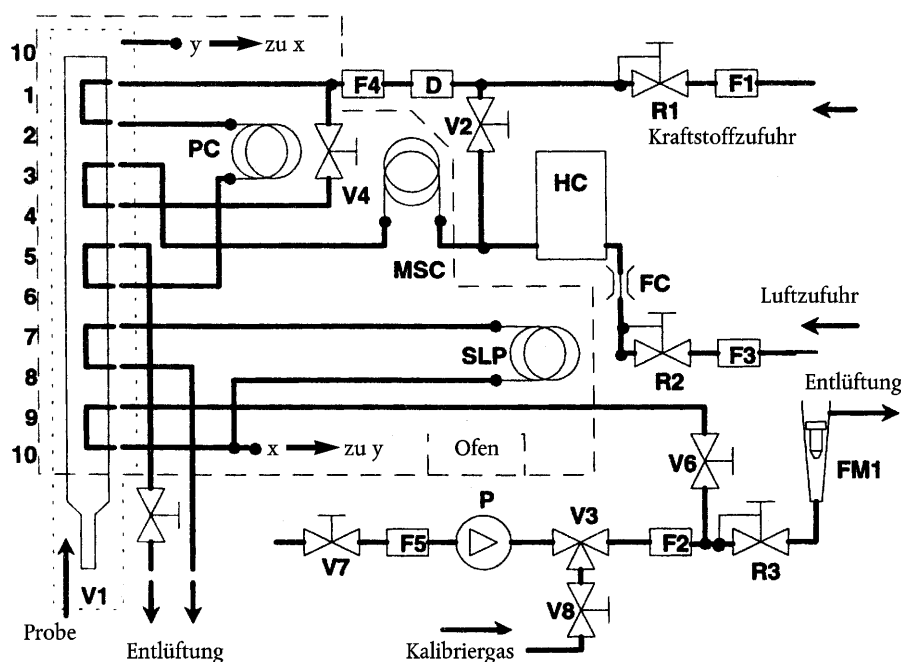 10
y zu x
1
F4
D
F1
R1
Kraftstoffzufuhr
2
PC
V2
3
V4
HC
4
MSC
5
FC
6
Luftzufuhr
7
SLP
F3
8
R2
Entlüftung
9
10
x zu y
Ofen
V6
FM1
P
V3
F5
F2
V7
R3
V1
V8
Probe
Entlüftung
Kalibriergas